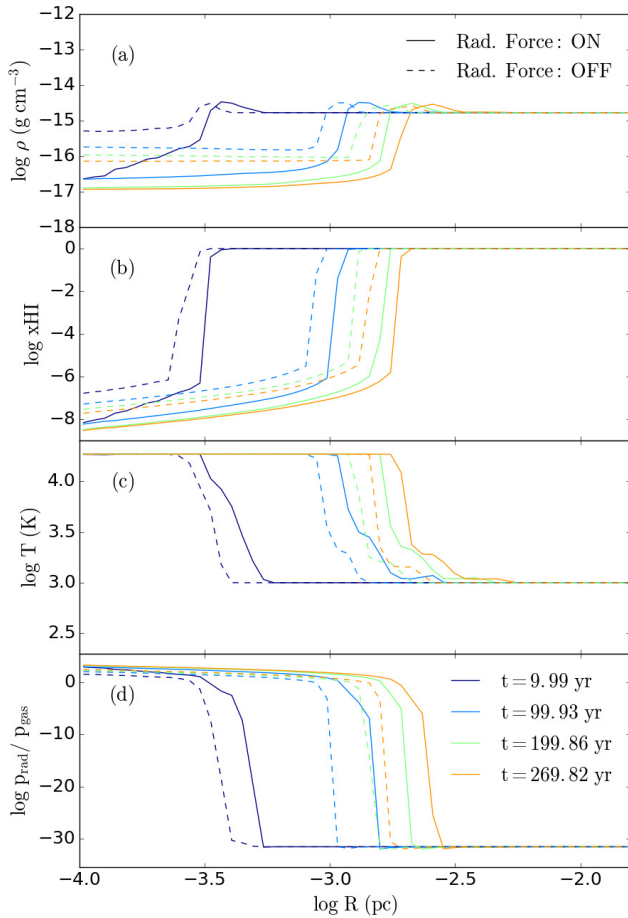 −12
−13
−14
−15
−16
−17
−18
log ρ (g cm−3)
(a)
Rad. Force: ON
Rad. Force: OFF
0
−2
−4
−6
−8
log xHI
(b)
4.0
3.5
3.0
2.5
log T (K)
(c)
0
−10
−20
−30
log prad/ pgas
(d)
t = 9.99 yr
t = 99.93 yr
t = 199.86 yr
t = 269.82 yr
−4.0 −3.5 −3.0 −2.5 −2.0
log R (pc)